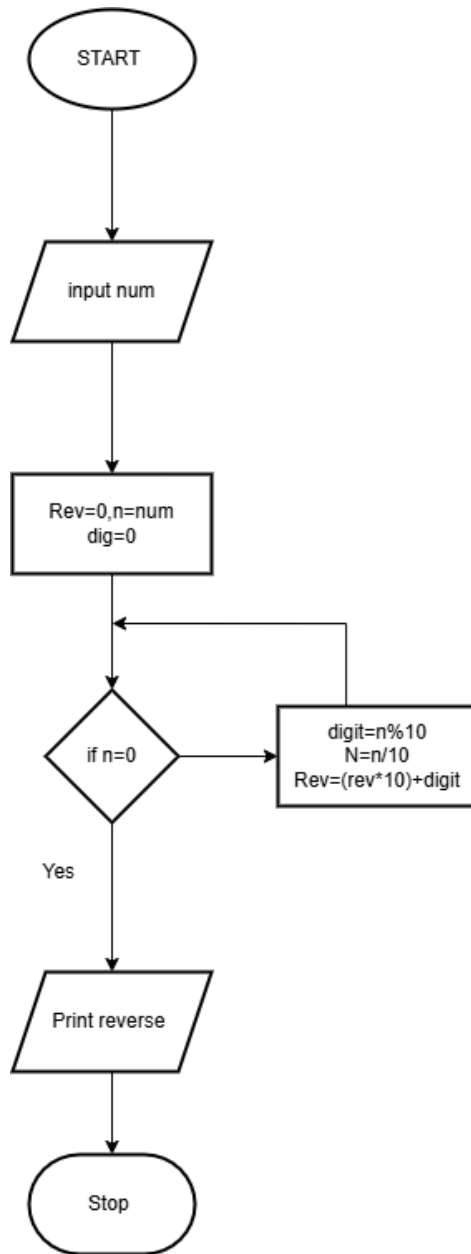 START
input num
Rev=0,n=num
dig=0
if n=0
digit=n%10
N=n/10
Rev=(rev*10)+digit
Yes
Print reverse
Stop